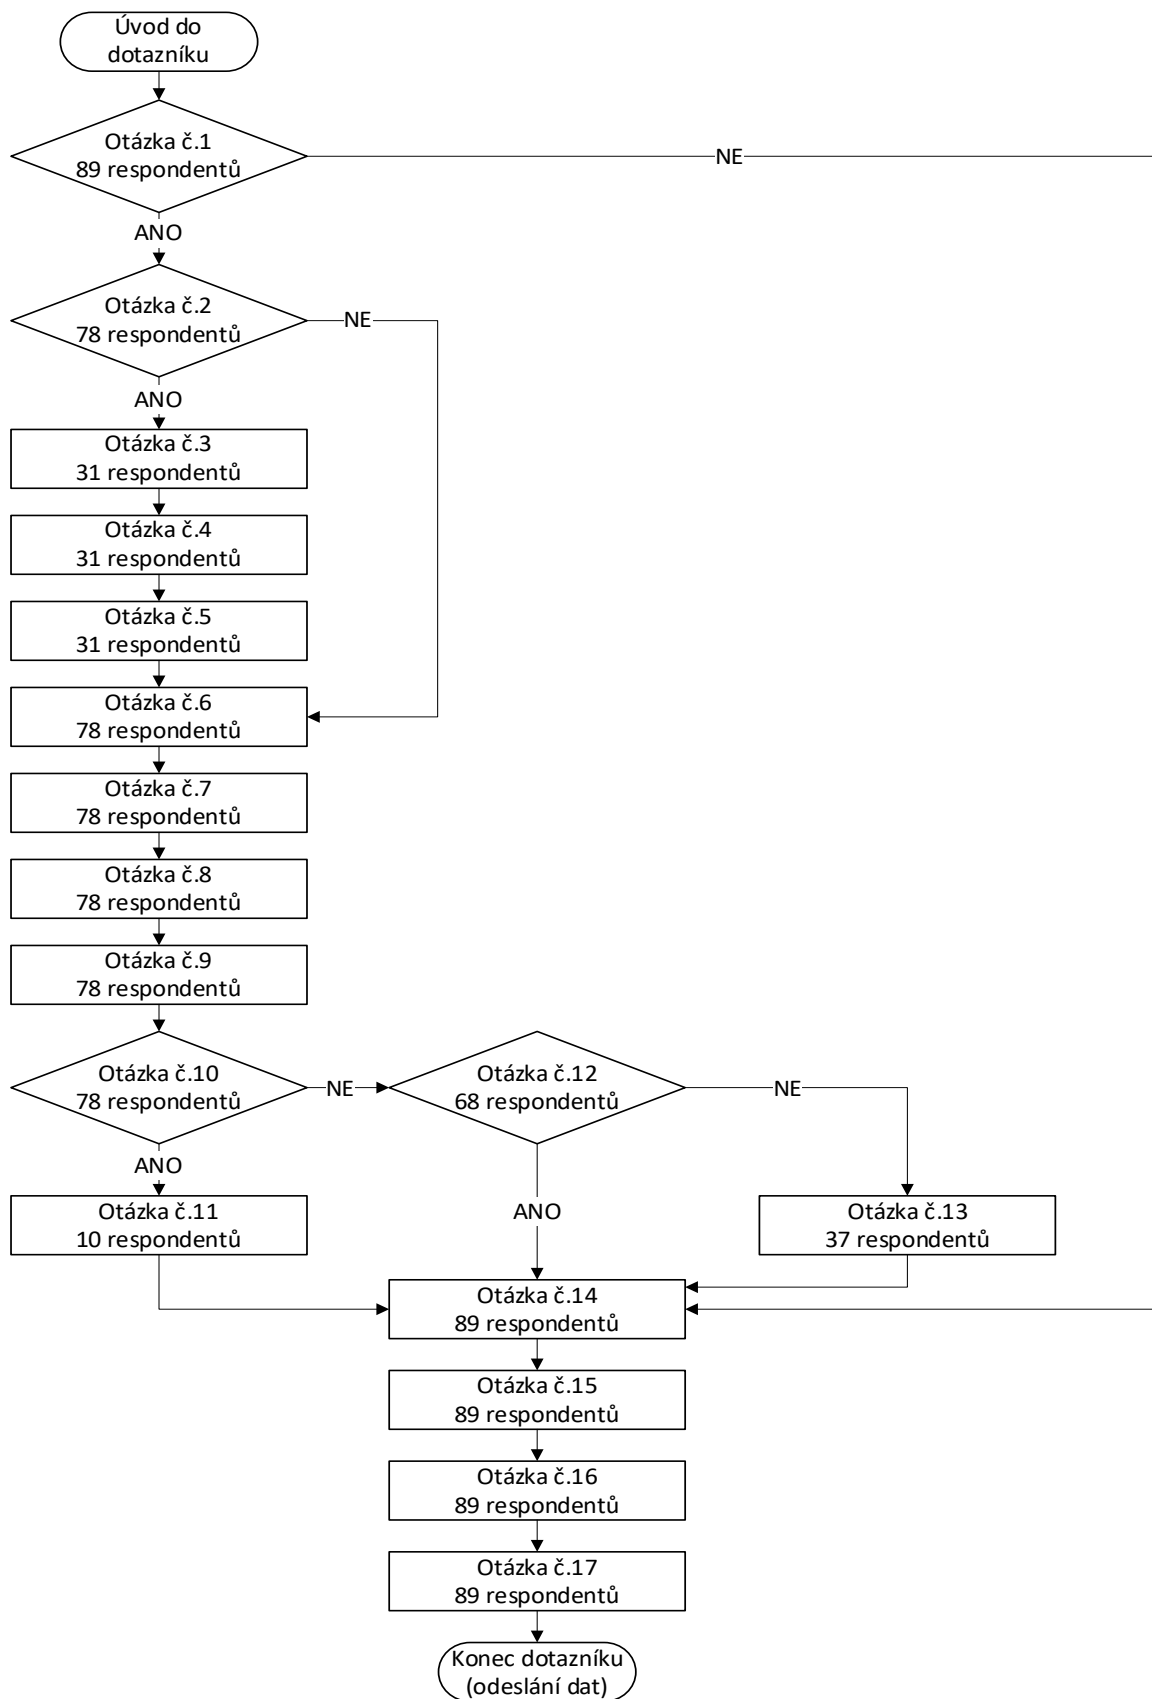 Úvod do
dotazníku
Otázka č.1
89 respondentů
NE
ANO
Otázka č.2
78 respondentů
NE
ANO
Otázka č.3
31 respondentů
Otázka č.4
31 respondentů
Otázka č.5
31 respondentů
Otázka č.6
78 respondentů
Otázka č.7
78 respondentů
Otázka č.8
78 respondentů
Otázka č.9
78 respondentů
Otázka č.10
78 respondentů
NE
Otázka č.12
68 respondentů
NE
ANO
Otázka č.11
10 respondentů
ANO
Otázka č.13
37 respondentů
Otázka č.14
89 respondentů
Otázka č.15
89 respondentů
Otázka č.16
89 respondentů
Otázka č.17
89 respondentů
Konec dotazníku
(odeslání dat)